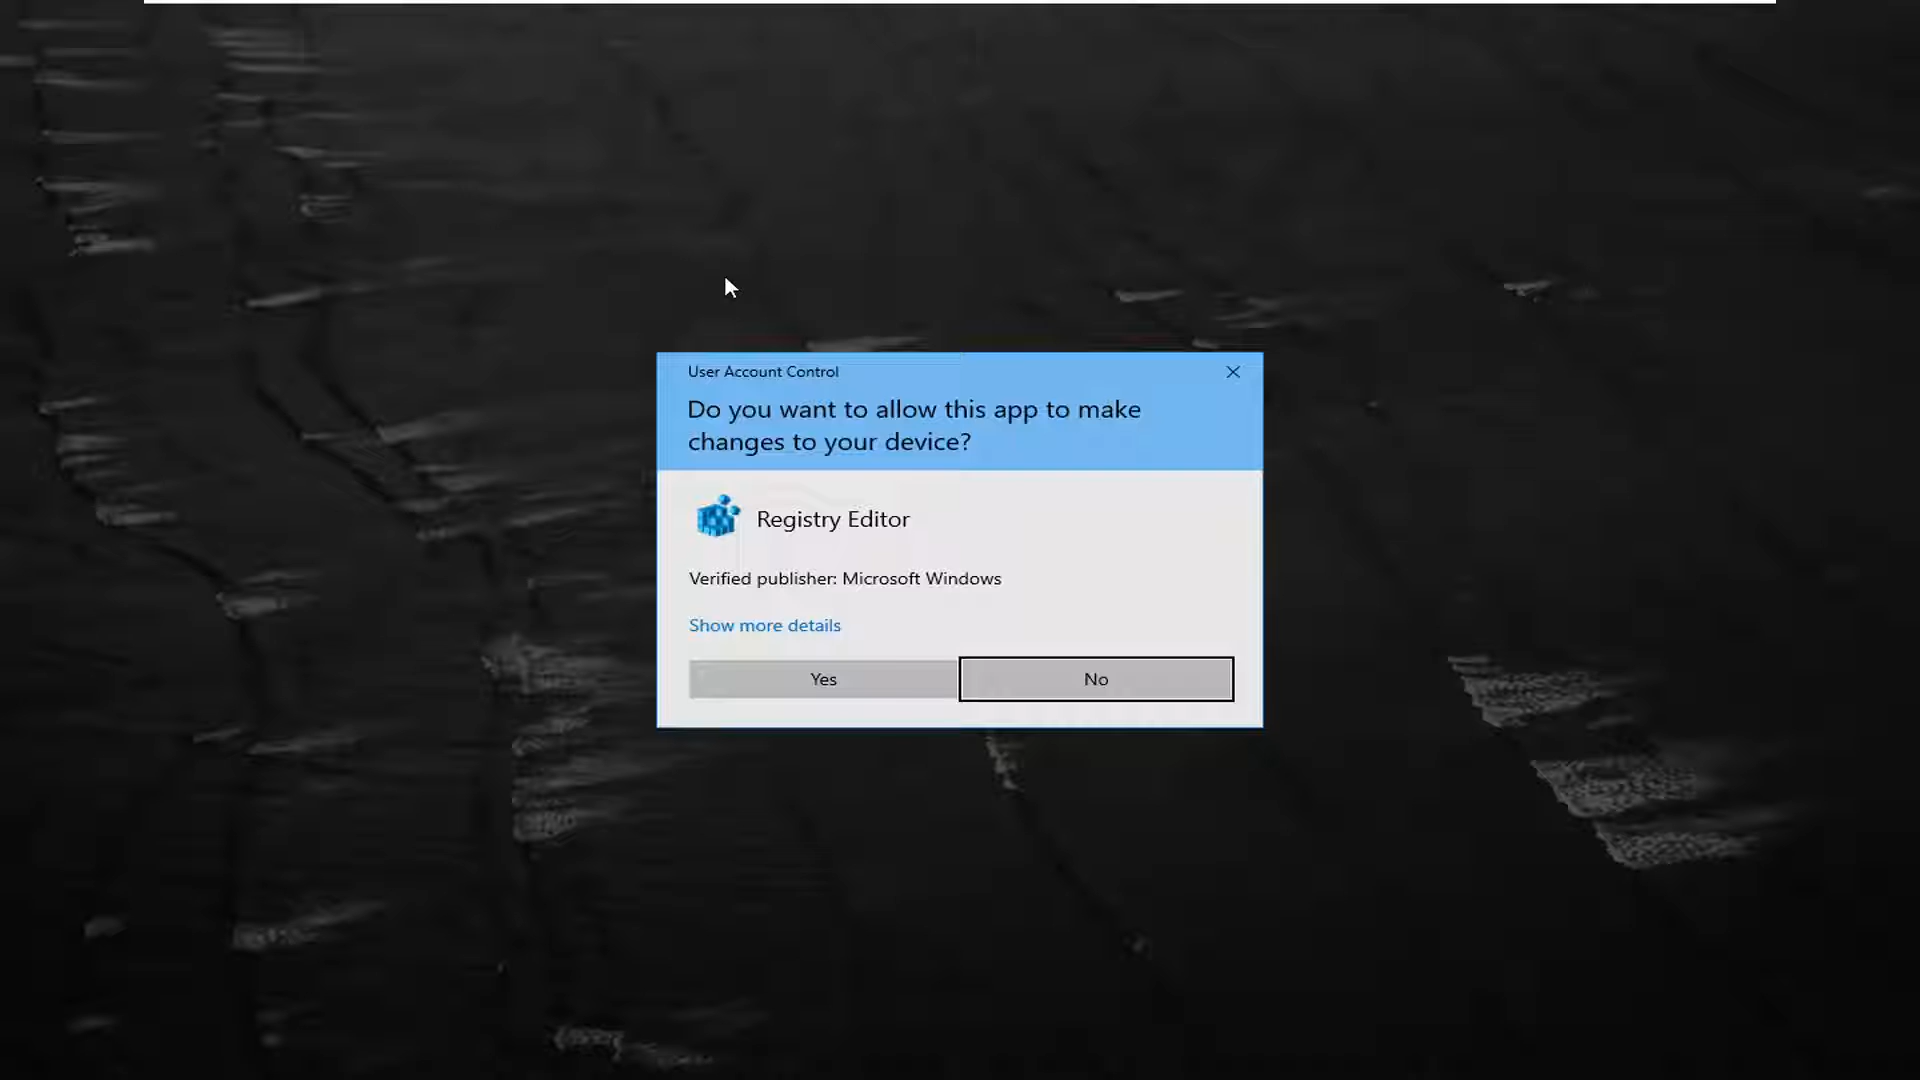 User Account Control
Do you want to allow this app to make
changes to your device?
Registry Editor
Verified publisher: Microsoft Windows
Show more details
Yes
No